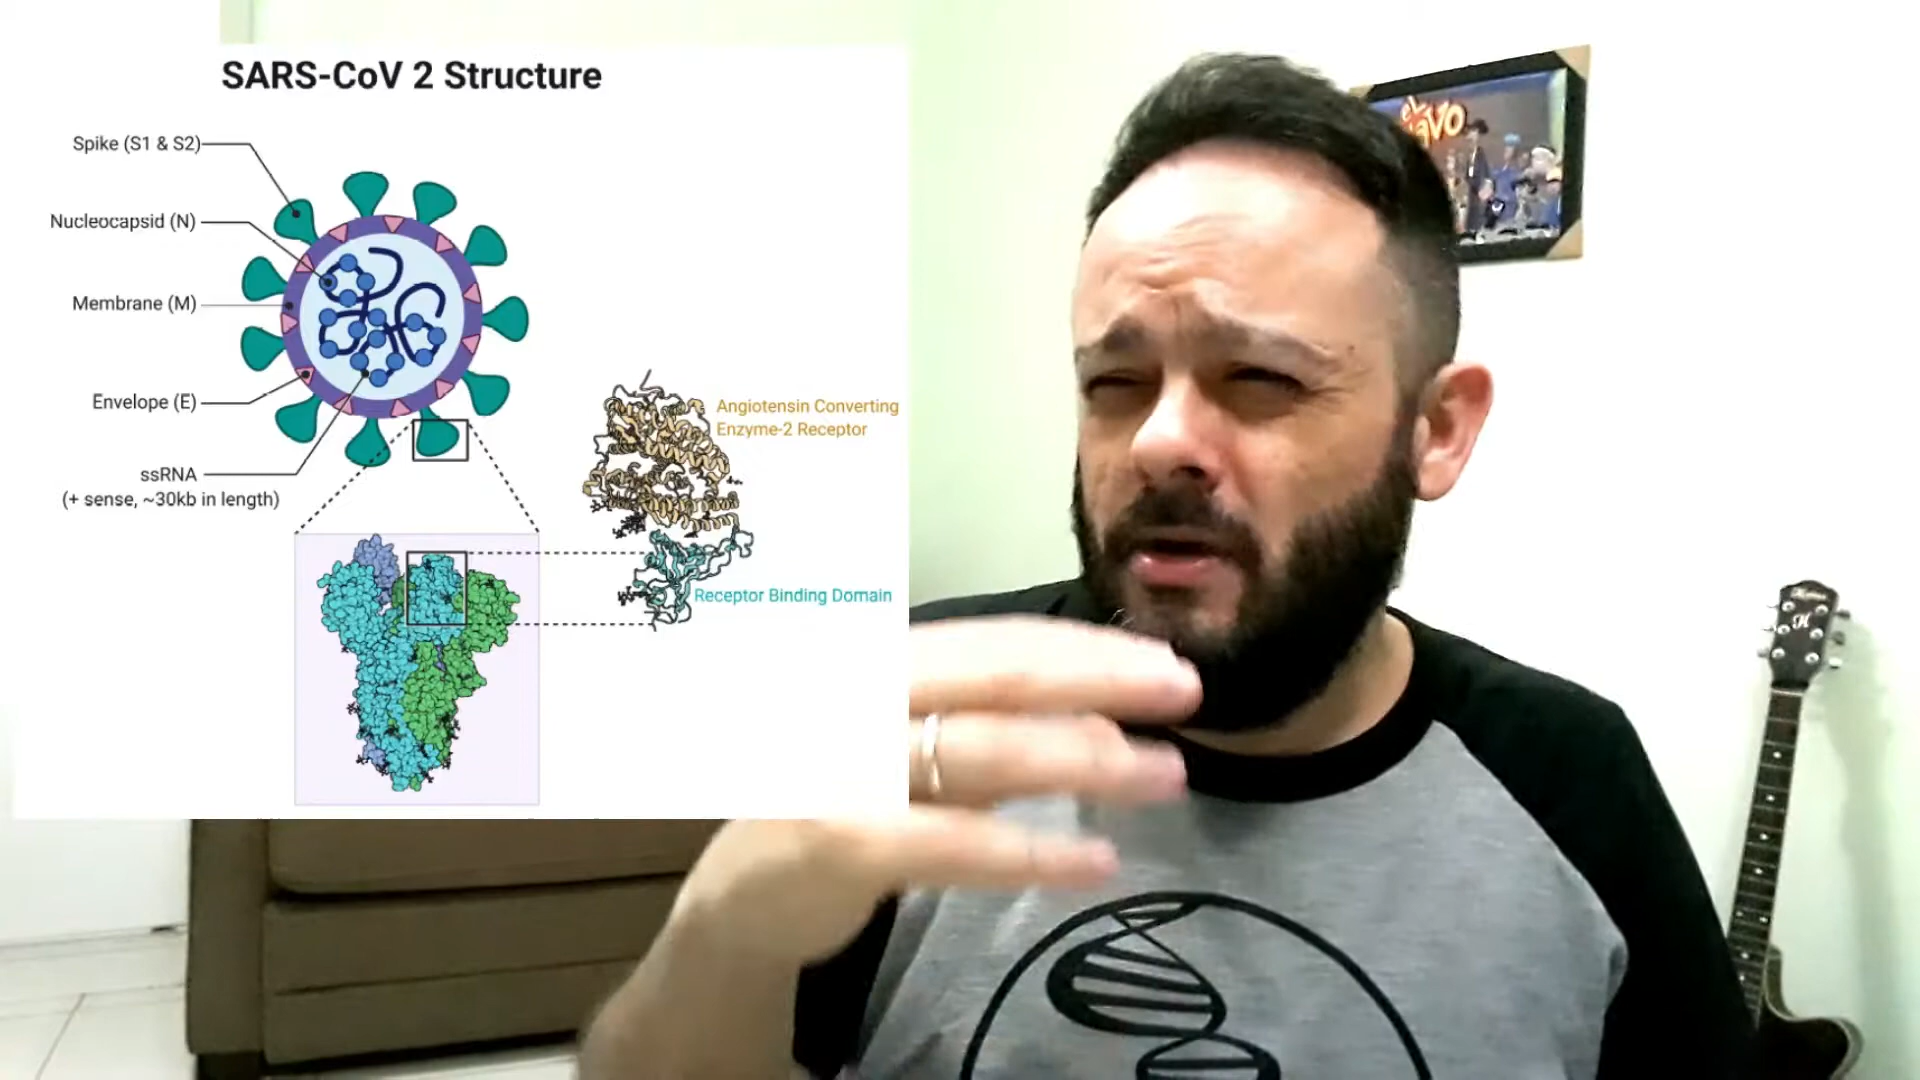 SARS-CoV 2 Structure
Spike (S1 & S2)
Nucleocapsid (N)
Membrane (M)
Envelope (E)
ssRNA
(+ sense, ~30kb in length)
Angiotensin Converting
Enzyme-2 Receptor
Receptor Binding Domain